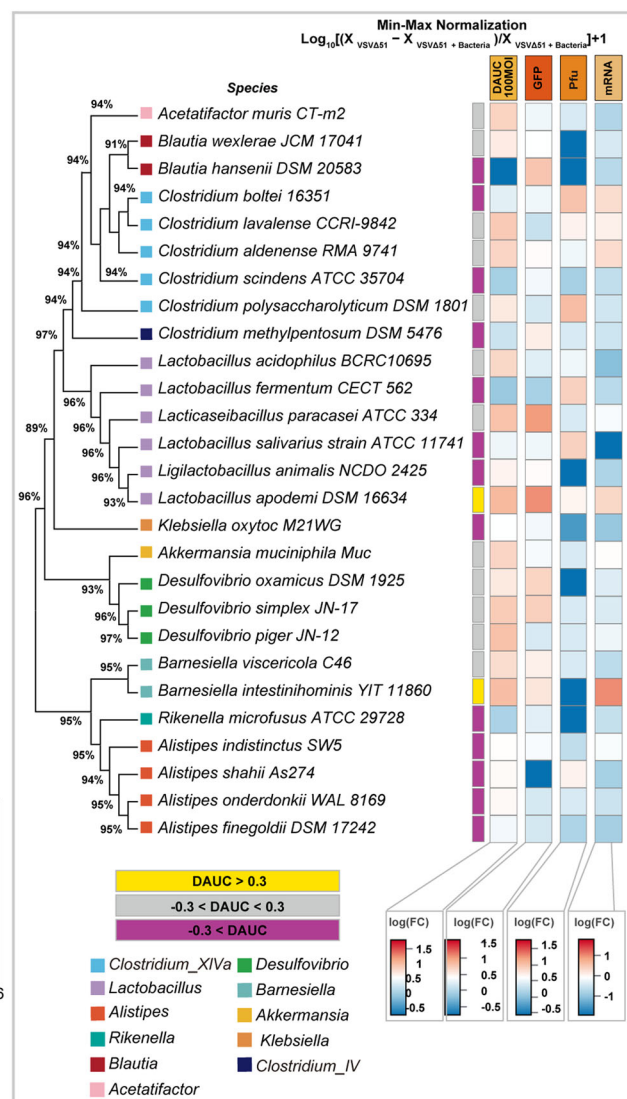 Min-Max Normalization
Log10[(X VSVΔ51 − X VSVΔ51 + Bacteria )/X VSVΔ51 + Bacteria]+1
Species
DAUC 100MOI
GFP
Pfu
mRNA
94%
Acetatifactor muris CT-m2
91%
Blautia wexlerae JCM 17041
94%
Blautia hansenii DSM 20583
94%
Clostridium boltei 16351
Clostridium lavalense CCRI-9842
94%
Clostridium aldenense RMA 9741
94%
94%
Clostridium scindens ATCC 35704
94%
Clostridium polysaccharolyticum DSM 1801
97%
Clostridium methylpentosum DSM 5476
Lactobacillus acidophilus BCRC10695
96%
Lactobacillus fermentum CECT 562
89%
96%
Lacticaseibacillus paracasei ATCC 334
96%
Lactobacillus salivarius strain ATCC 11741
96%
Ligilactobacillus animalis NCDO 2425
96%
93%
Lactobacillus apodemi DSM 16634
Klebsiella oxytoc M21WG
Akkermansia muciniphila Muc
93%
Desulfovibrio oxamicus DSM 1925
96%
Desulfovibrio simplex JN-17
97%
Desulfovibrio piger JN-12
95%
Barnesiella viscericola C46
Barnesiella intestinihominis YIT 11860
95%
Rikenella microfusus ATCC 29728
95%
Alistipes indistinctus SW5
94%
Alistipes shahii As274
95%
Alistipes onderdonkii WAL 8169
95%
Alistipes finegoldii DSM 17242
DAUC > 0.3
-0.3 < DAUC < 0.3
-0.3 < DAUC
Clostridium_XIVa
Desulfovibrio
Lactobacillus
Barnesiella
Alistipes
Akkermansia
Rikenella
Klebsiella
Blautia
Clostridium_IV
Acetatifactor
log(FC)
1.5
1
0.5
0
-0.5
log(FC)
1.5
1
0.5
0
-0.5
log(FC)
1.5
1
0.5
0
-0.5
log(FC)
1
0
-1
6